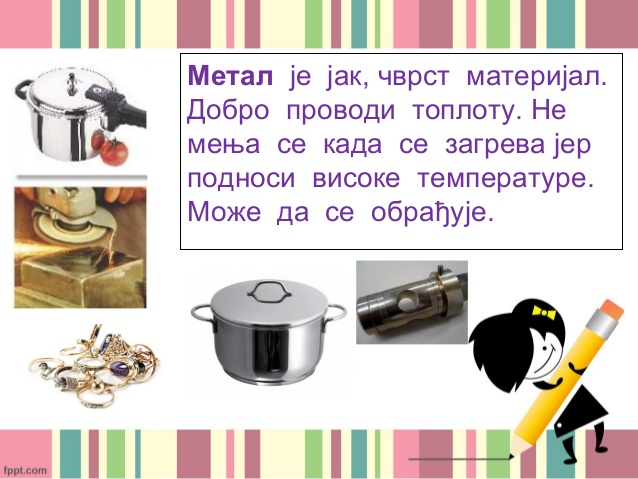 Метал је јак, чврст материјал.
Добро проводи топлоту. Не
мења се када се загрева јер
подноси високе температуре.
Може да се обрађује.
fppt.com